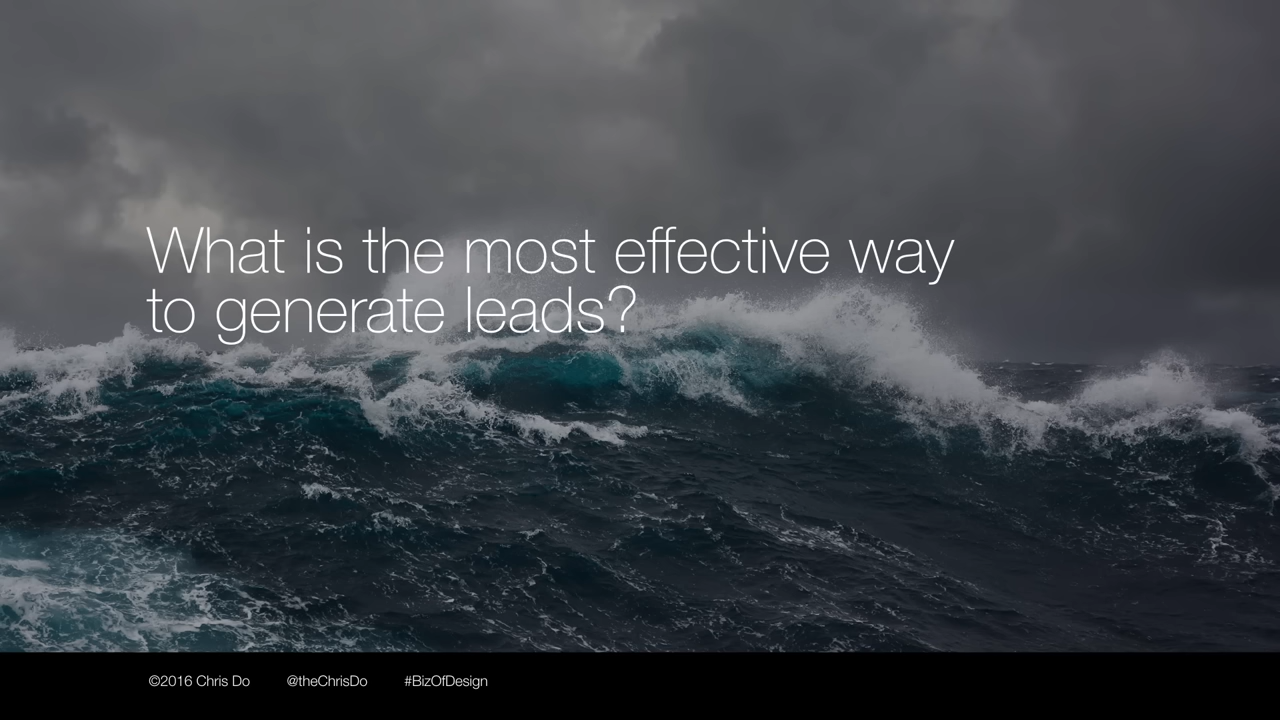 What is the most effective way
to generate leads?
©2016 Chris Do @theChrisDo #BizOfDesign